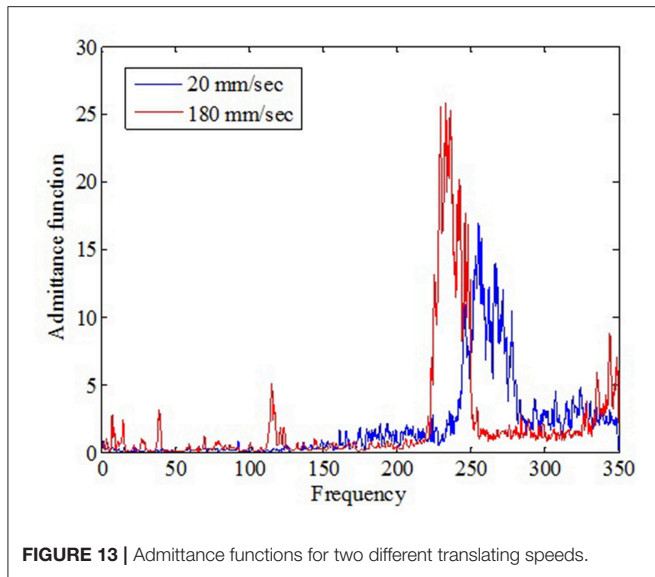 30
25
20
15
10
5
0
Admittance function
20 mm/sec
180 mm/sec
0 50 100 150 200 250 300 350
Frequency
FIGURE 13 | Admittance functions for two different translating speeds.